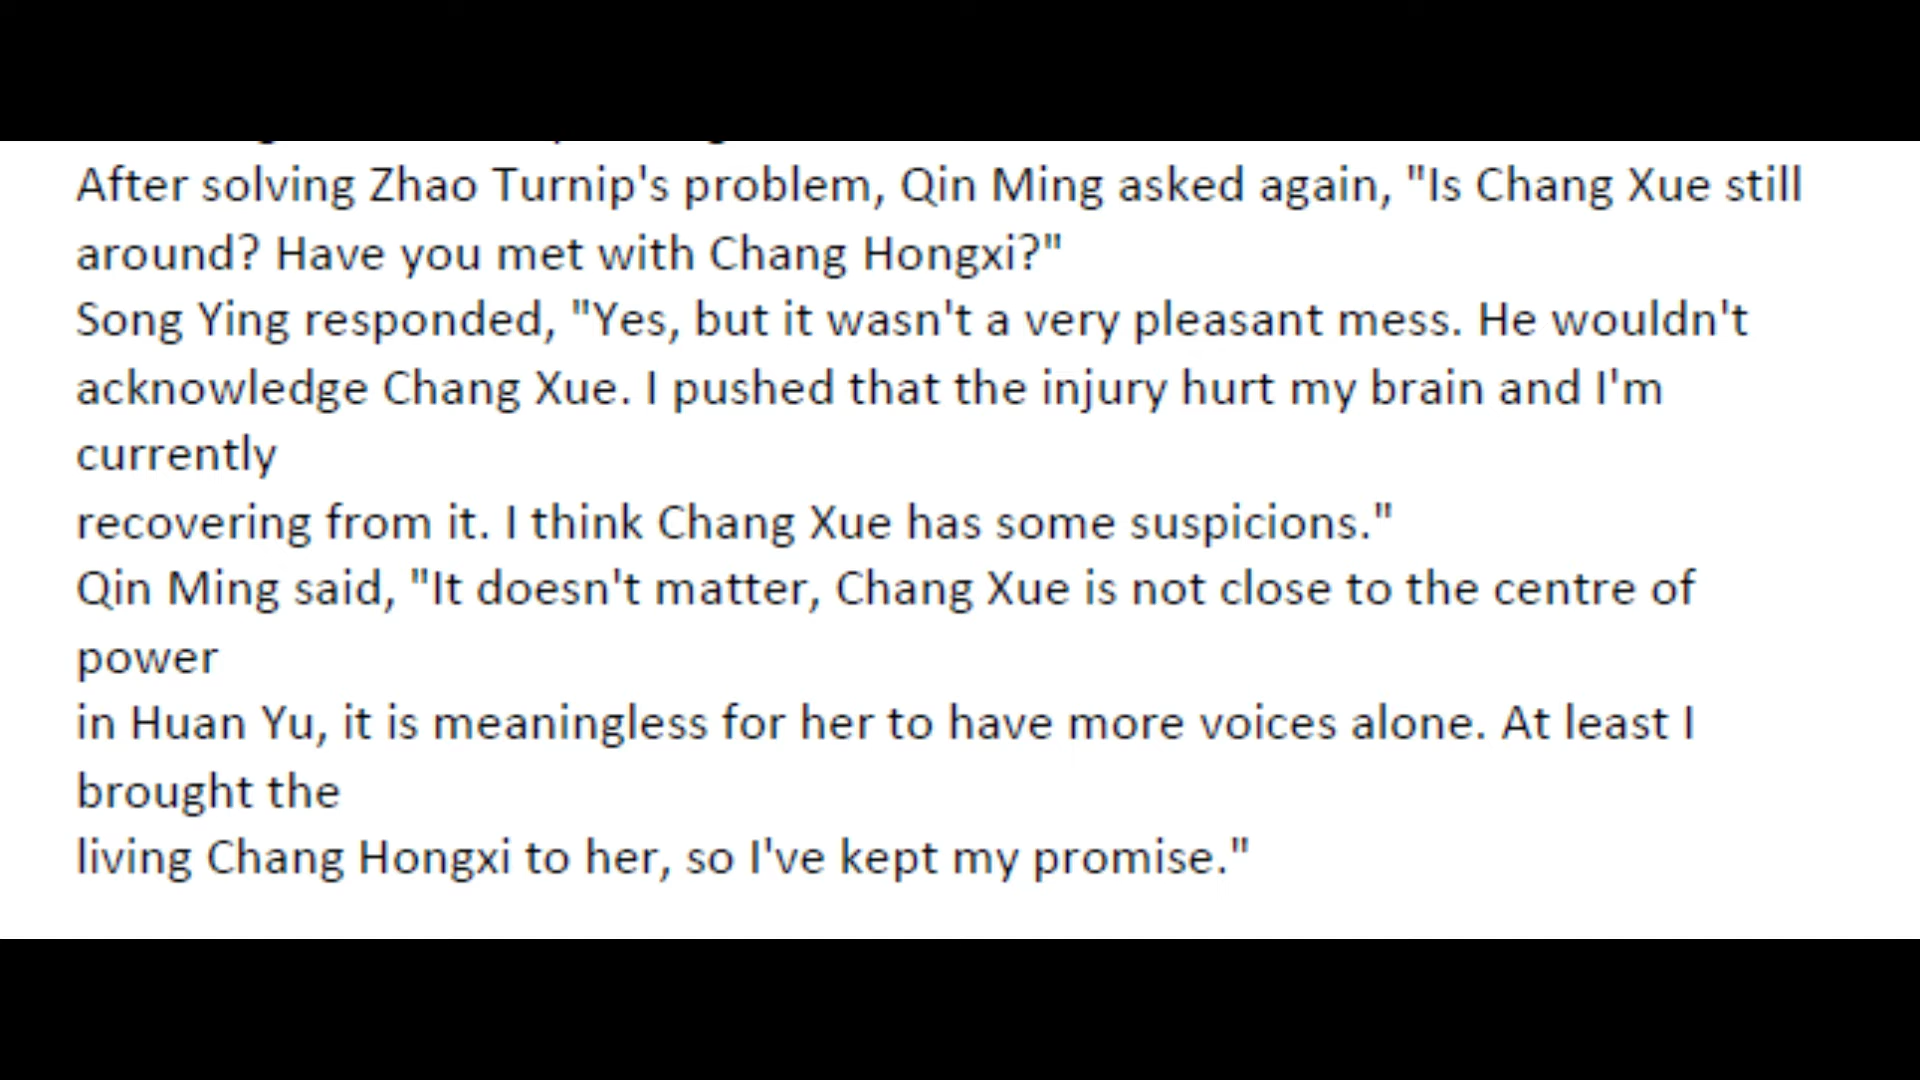 After solving Zhao Turnip's problem, Qin Ming asked again, "Is Chang Xue still
around? Have you met with Chang Hongxi?"
Song Ying responded, "Yes, but it wasn't a very pleasant mess. He wouldn't
acknowledge Chang Xue. I pushed that the injury hurt my brain and I'm
currently
recovering from it. I think Chang Xue has some suspicions."
Qin Ming said, "It doesn't matter, Chang Xue is not close to the centre of
power
in Huan Yu, it is meaningless for her to have more voices alone. At least I
brought the
living Chang Hongxi to her, so I've kept my promise."